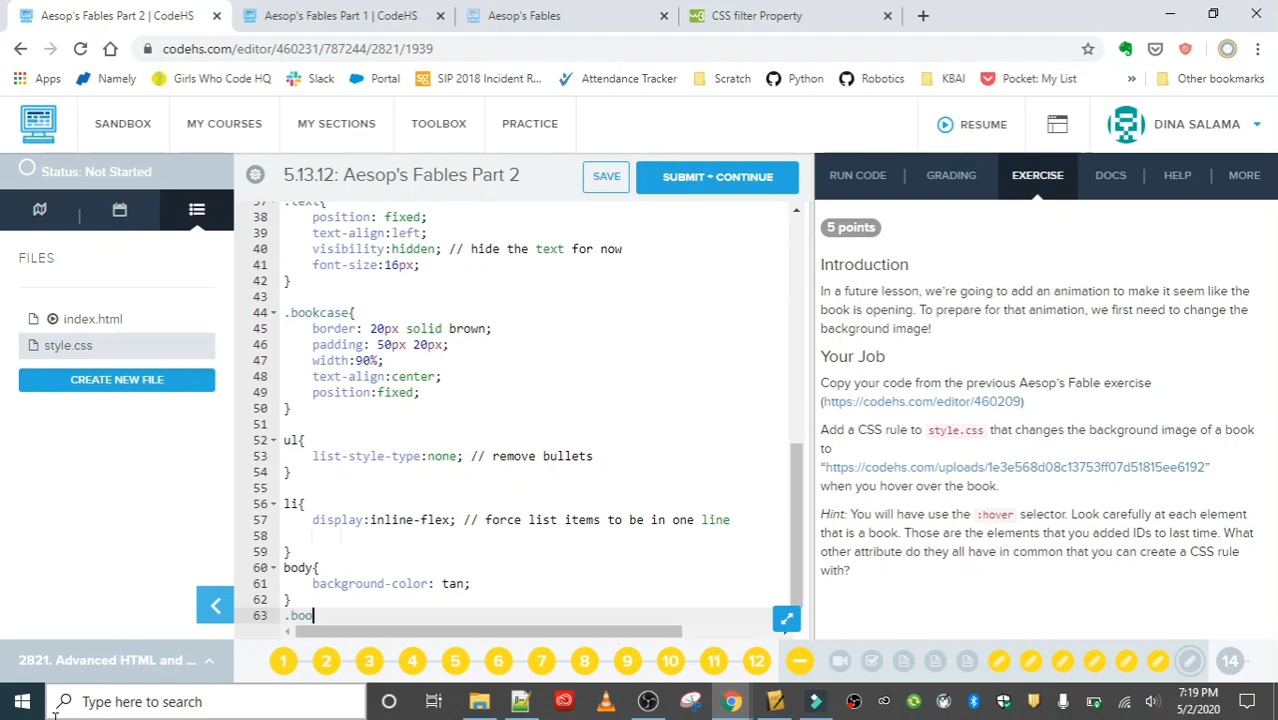 Aesop's Fables Part 2 | CodeHS
Aesop's Fables Part 1 | CodeHS
Aesop's Fables
CSS filter Property
codehs.com/editor/460231/787244/2821/1939
Apps
Namely
Girls Who Code HQ
Slack
Portal
SIP 2018 Incident R...
Attendance Tracker
Scratch
Python
Robotics
KBAI
Pocket: My List
»
Other bookmarks
SANDBOX
MY COURSES
MY SECTIONS
TOOLBOX
PRACTICE
RESUME
DINA SALAMA
Status: Not Started
5.13.12: Aesop's Fables Part 2
SAVE
SUBMIT + CONTINUE
RUN CODE
GRADING
EXERCISE
DOCS
HELP
MORE
FILES
index.html
style.css
CREATE NEW FILE
37 .text{
38 position: fixed;
39 text-align:left;
40 visibility:hidden; // hide the text for now
41 font-size:16px;
42 }
43
44 .bookcase{
45 border: 20px solid brown;
46 padding: 50px 20px;
47 width:90%;
48 text-align:center;
49 position:fixed;
50 }
51
52 ul{
53 list-style-type:none; // remove bullets
54 }
55
56 li{
57 display:inline-flex; // force list items to be in one line
58
59 }
60 body{
61 background-color: tan;
62 }
63 .boo
5 points
Introduction
In a future lesson, we're going to add an animation to make it seem like the
book is opening. To prepare for that animation, we first need to change the
background image!
Your Job
Copy your code from the previous Aesop's Fable exercise
(https://codehs.com/editor/460209)
Add a CSS rule to style.css that changes the background image of a book
to
“https://codehs.com/uploads/1e3e568d08c13753ff07d51815ee6192”
when you hover over the book.
Hint: You will have use the :hover selector. Look carefully at each element
that is a book. Those are the elements that you added IDs to last time. What
other attribute do they all have in common that you can create a CSS rule
with?
2821. Advanced HTML and ...
1 2 3 4 5 6 7 8 9 10 11 12 14
Type here to search
7:19 PM
5/2/2020